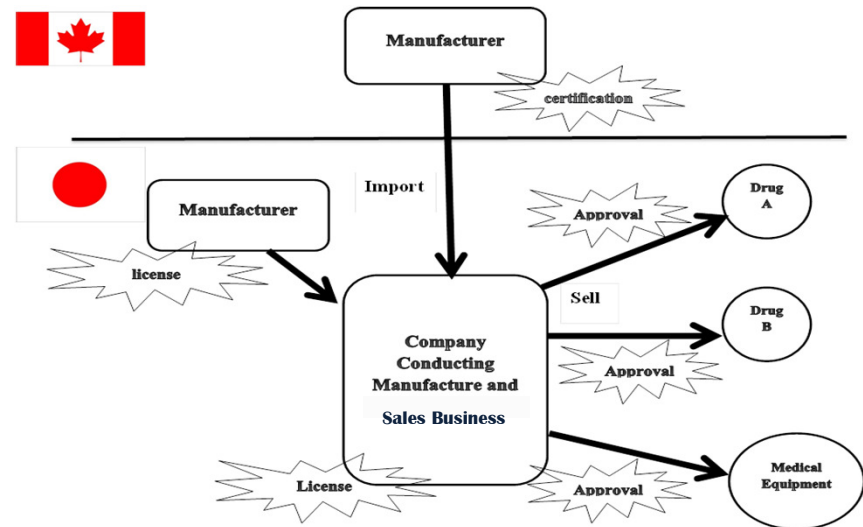 Manufacturer
certification
Import
Manufacturer
license
Drug
A
Approval
Sell
Drug
B
Approval
Company
Conducting
Manufacture and
Sales Business
License
Approval
Medical
Equipment